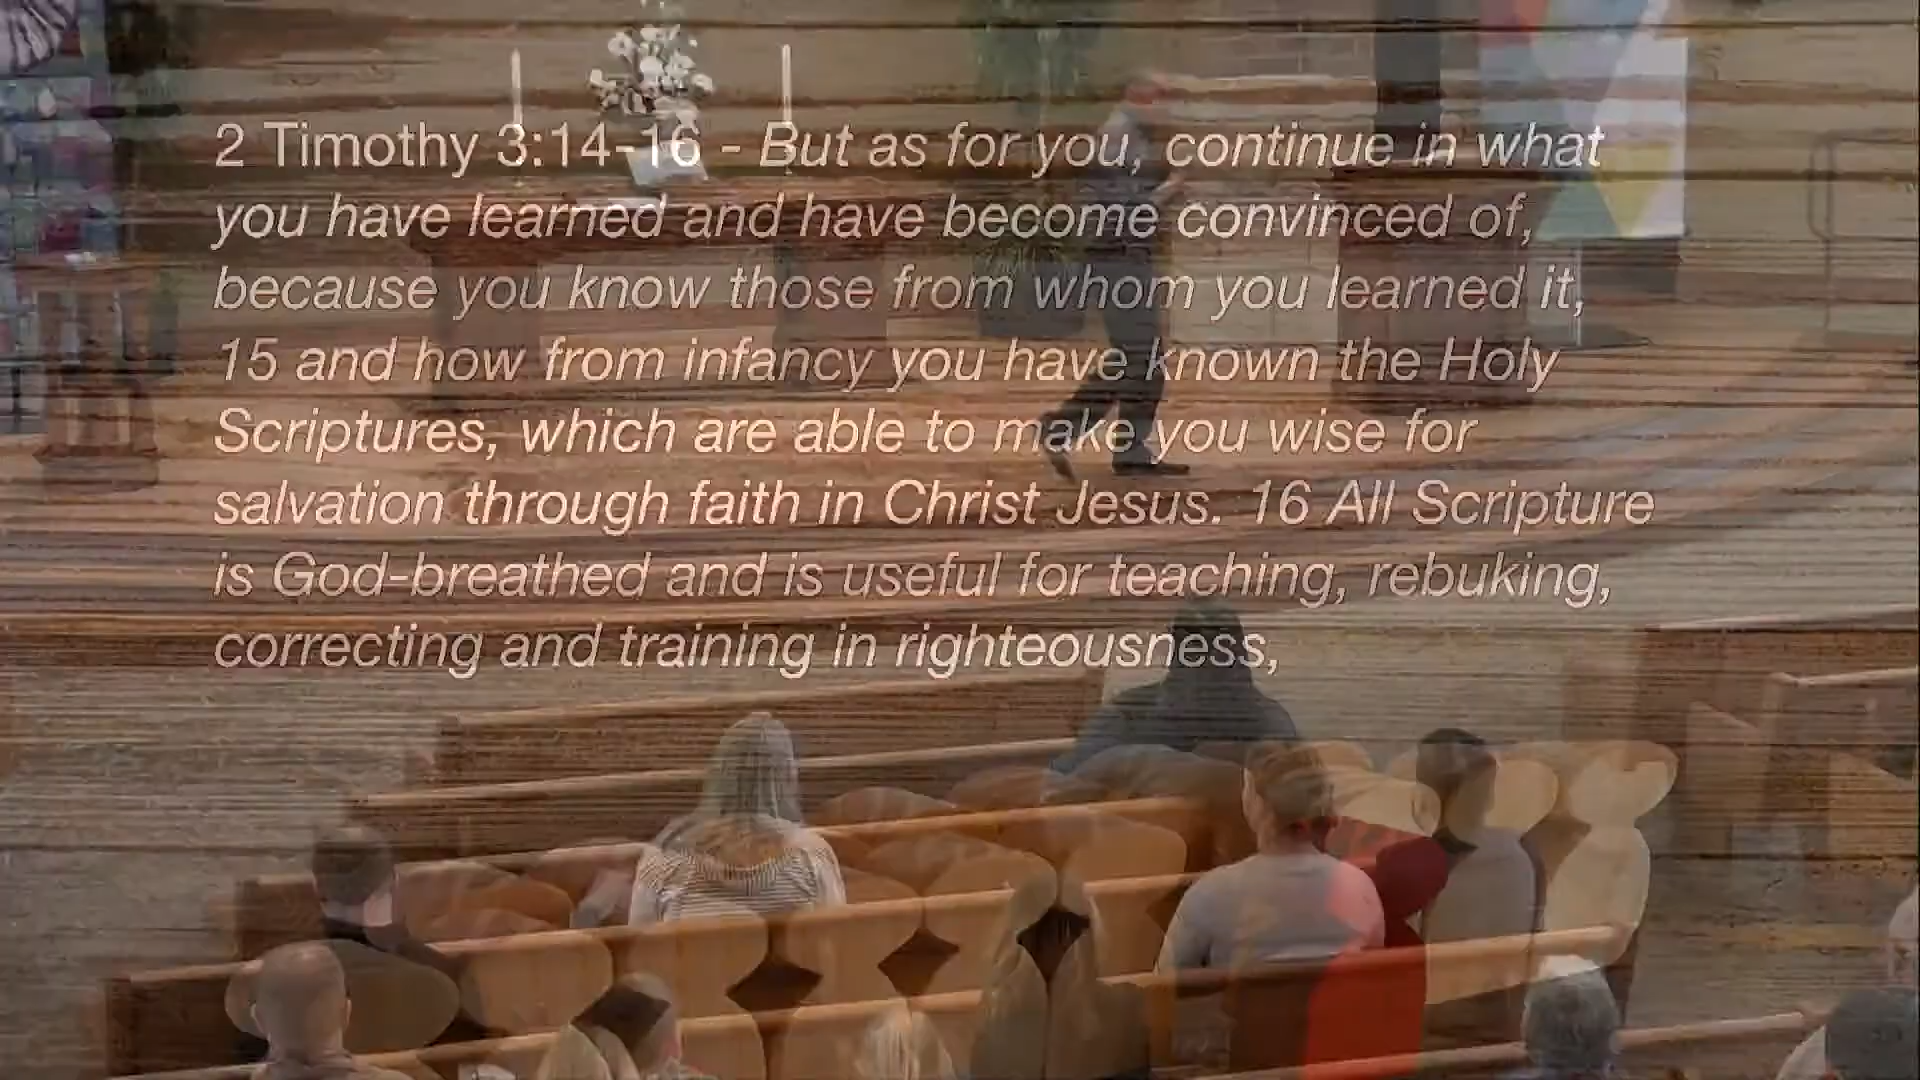 2 Timothy 3:14-16 - But as for you, continue in what
you have learned and have become convinced of,
because you know those from whom you learned it,
15 and how from infancy you have known the Holy
Scriptures, which are able to make you wise for
salvation through faith in Christ Jesus. 16 All Scripture
is God-breathed and is useful for teaching, rebuking,
correcting and training in righteousness,